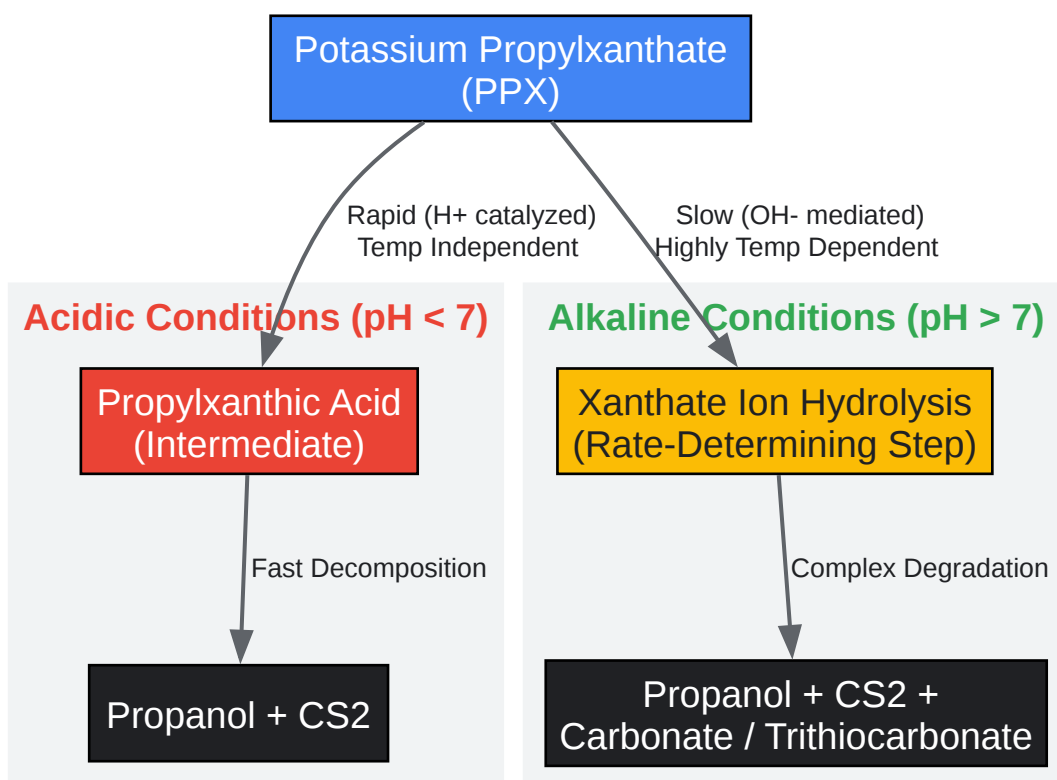 Potassium Propylxanthate
(PPX)
Rapid (H+ catalyzed)
Temp Independent
Slow (OH- mediated)
Highly Temp Dependent
Acidic Conditions (pH < 7)
Propylxanthic Acid
(Intermediate)
Fast Decomposition
Propanol + CS2
Alkaline Conditions (pH > 7)
Xanthate Ion Hydrolysis
(Rate-Determining Step)
Complex Degradation
Propanol + CS2 +
Carbonate / Trithiocarbonate